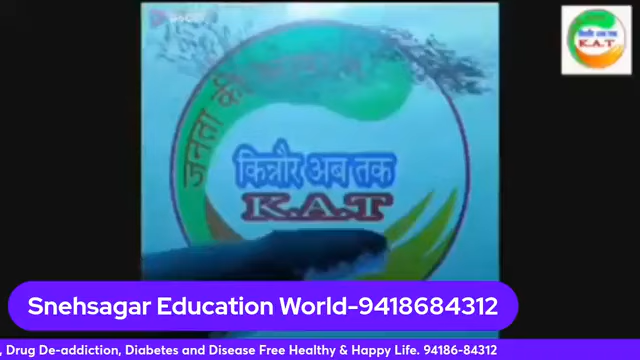 जनता की
किन्नौर अब तक
K.A.T
किन्नौर अब तक
K.A.T
Snehsagar Education World-9418684312
, Drug De-addiction, Diabetes and Disease Free Healthy & Happy Life. 94186-84312